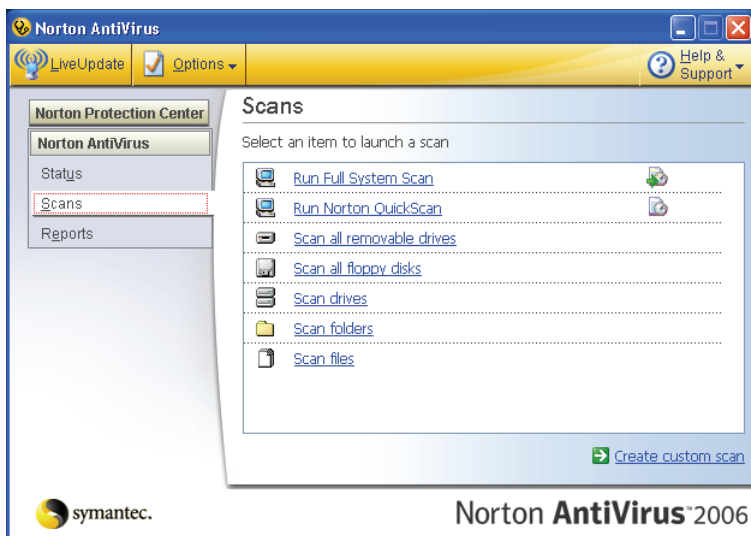 Norton AntiVirus
LiveUpdate Options Help & Support
Norton Protection Center
Norton AntiVirus
Status
Scans
Reports
Scans
Select an item to launch a scan
Run Full System Scan
Run Norton QuickScan
Scan all removable drives
Scan all floppy disks
Scan drives
Scan folders
Scan files
Create custom scan
symantec.
Norton AntiVirus™ 2006